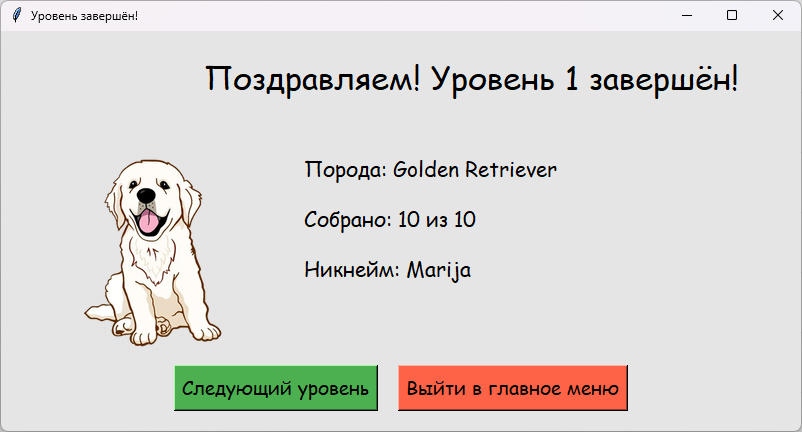 Уровень завершён!
Поздравляем! Уровень 1 завершён!
Порода: Golden Retriever
Собрано: 10 из 10
Никнейм: Marija
Следующий уровень
Выйти в главное меню